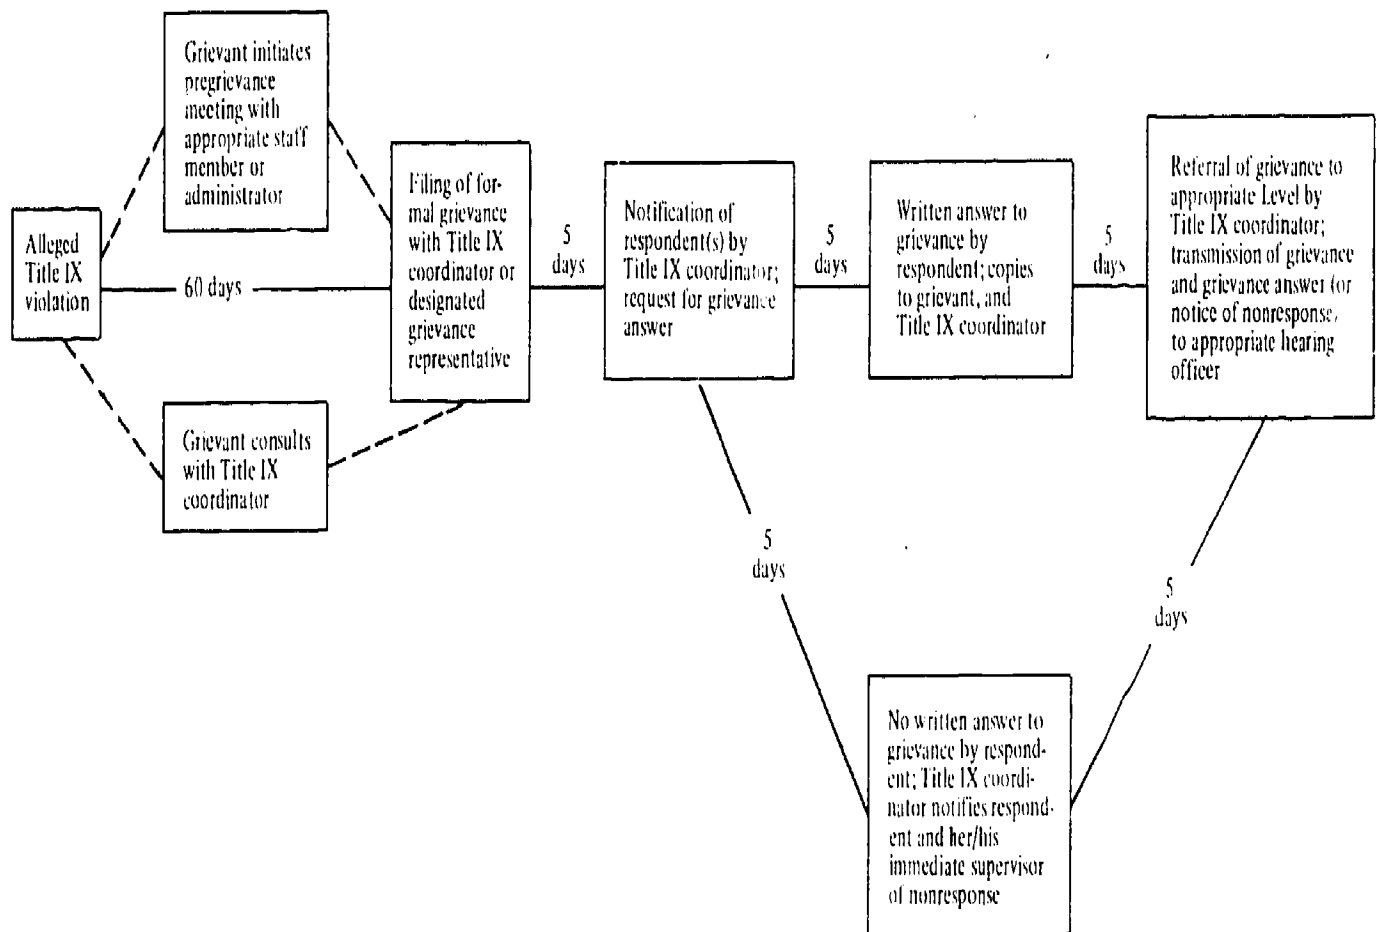 Grievant initiates
pregrievance
meeting with
appropriate staff
member or
administrator
Alleged
Title IX
violation
60 days
Grievant consults
with Title IX
coordinator
Filing of for-
mal grievance
with Title IX
coordinator or
designated
grievance
representative
5
days
Notification of
respondent(s) by
Title IX coordinator;
request for grievance
answer
5
days
Written answer to
grievance by
respondent; copies
to grievant, and
Title IX coordinator
5
days
Referral of grievance to
appropriate Level by
Title IX coordinator;
transmission of grievance
and grievance answer (or
notice of nonresponse,
to appropriate hearing
officer
5
days
5
days
No written answer to
grievance by respond-
ent; Title IX coordi-
nator notifies respond-
ent and her/his
immediate supervisor
of nonresponse